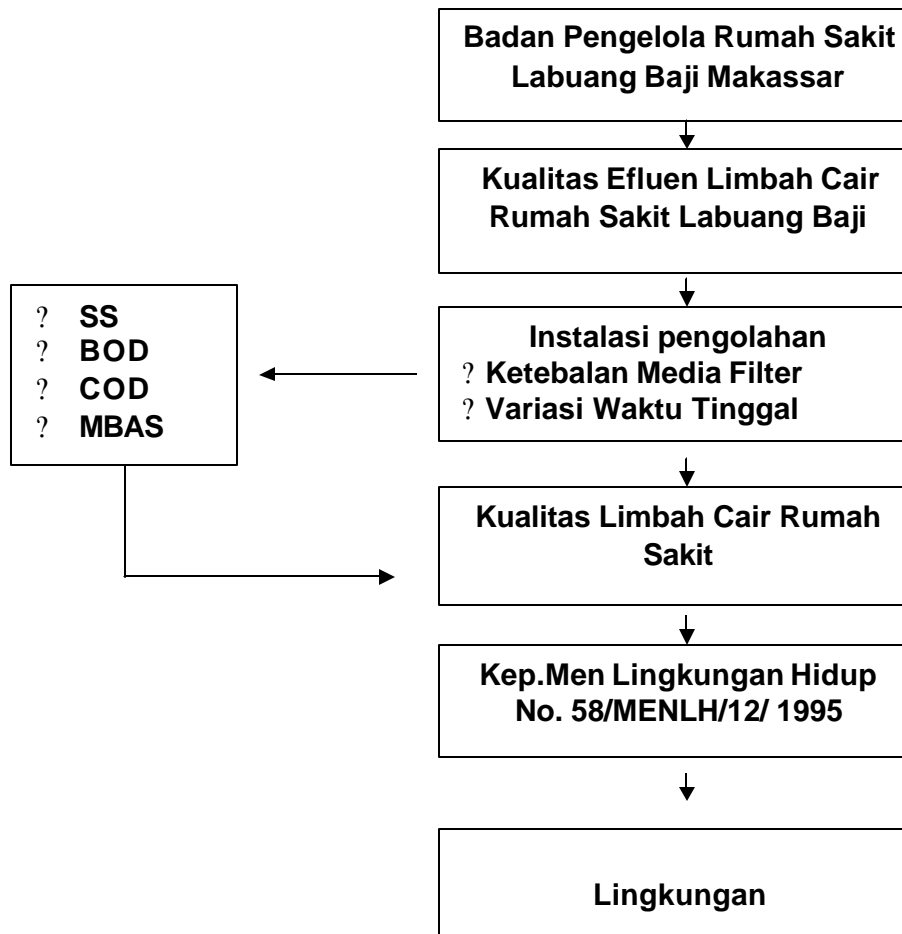 Badan Pengelola Rumah Sakit
Labuang Baji Makassar
Kualitas Efluen Limbah Cair
Rumah Sakit Labuang Baji
Instalasi pengolahan
? Ketebalan Media Filter
? Variasi Waktu Tinggal
? SS
? BOD
? COD
? MBAS
Kualitas Limbah Cair Rumah
Sakit
Kep.Men Lingkungan Hidup
No. 58/MENLH/12/ 1995
Lingkungan